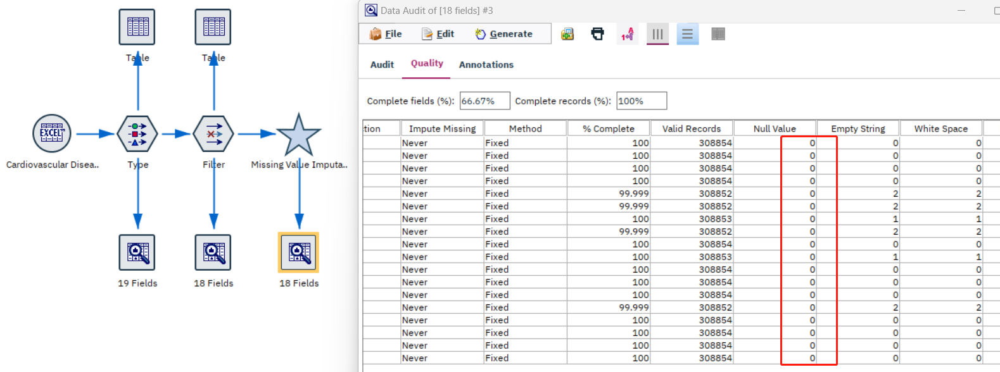 Table
Table
EXCEL™
Cardiovascular Disea..
Type
Filter
Missing Value Imputa..
19 Fields
18 Fields
18 Fields
Data Audit of [18 fields] #3
File Edit Generate
Audit Quality Annotations
Complete fields (%): 66.67% Complete records (%): 100%
tion Impute Missing Method % Complete Valid Records Null Value Empty String White Space
Never Fixed 100 308854 0 0 0
Never Fixed 100 308854 0 0 0
Never Fixed 100 308854 0 0 0
Never Fixed 100 308854 0 0 0
Never Fixed 99.999 308852 0 2 2
Never Fixed 99.999 308852 0 2 2
Never Fixed 100 308853 0 1 1
Never Fixed 99.999 308852 0 2 2
Never Fixed 100 308854 0 0 0
Never Fixed 100 308853 0 1 1
Never Fixed 100 308854 0 0 0
Never Fixed 100 308854 0 0 0
Never Fixed 100 308854 0 0 0
Never Fixed 99.999 308852 0 2 2
Never Fixed 100 308854 0 0 0
Never Fixed 100 308854 0 0 0
Never Fixed 100 308854 0 0 0
Never Fixed 100 308854 0 0 0